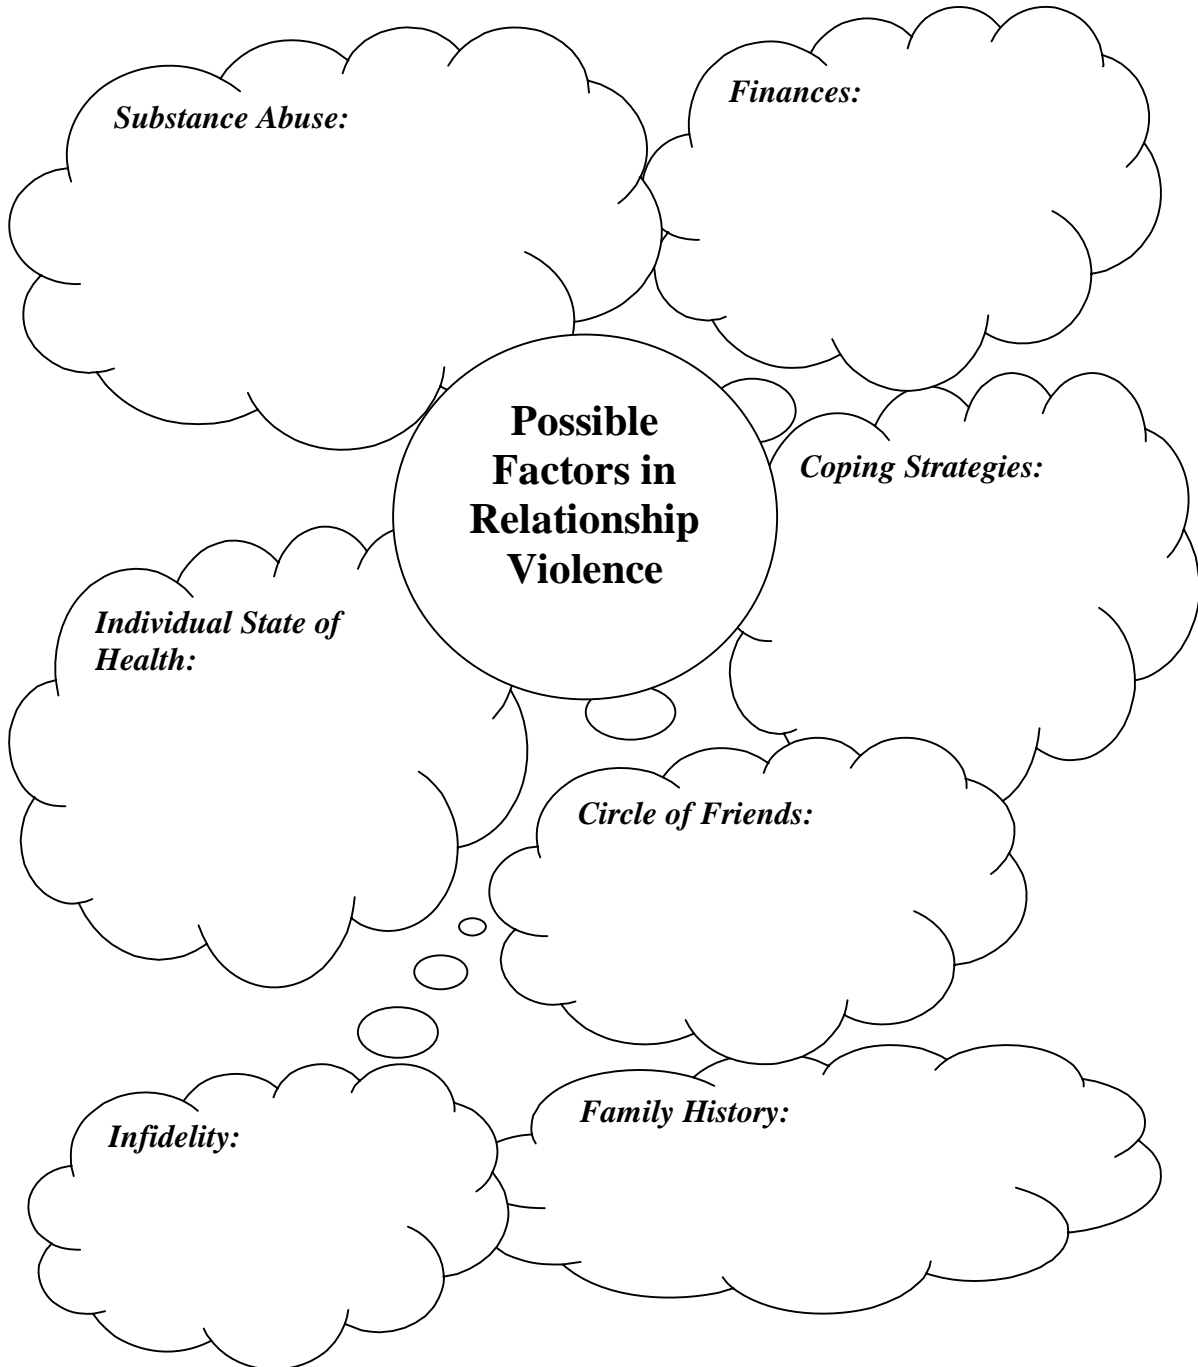 Substance Abuse:
Finances:
Possible
Factors in
Relationship
Violence
Coping Strategies:
Individual State of
Health:
Circle of Friends:
Infidelity:
Family History: